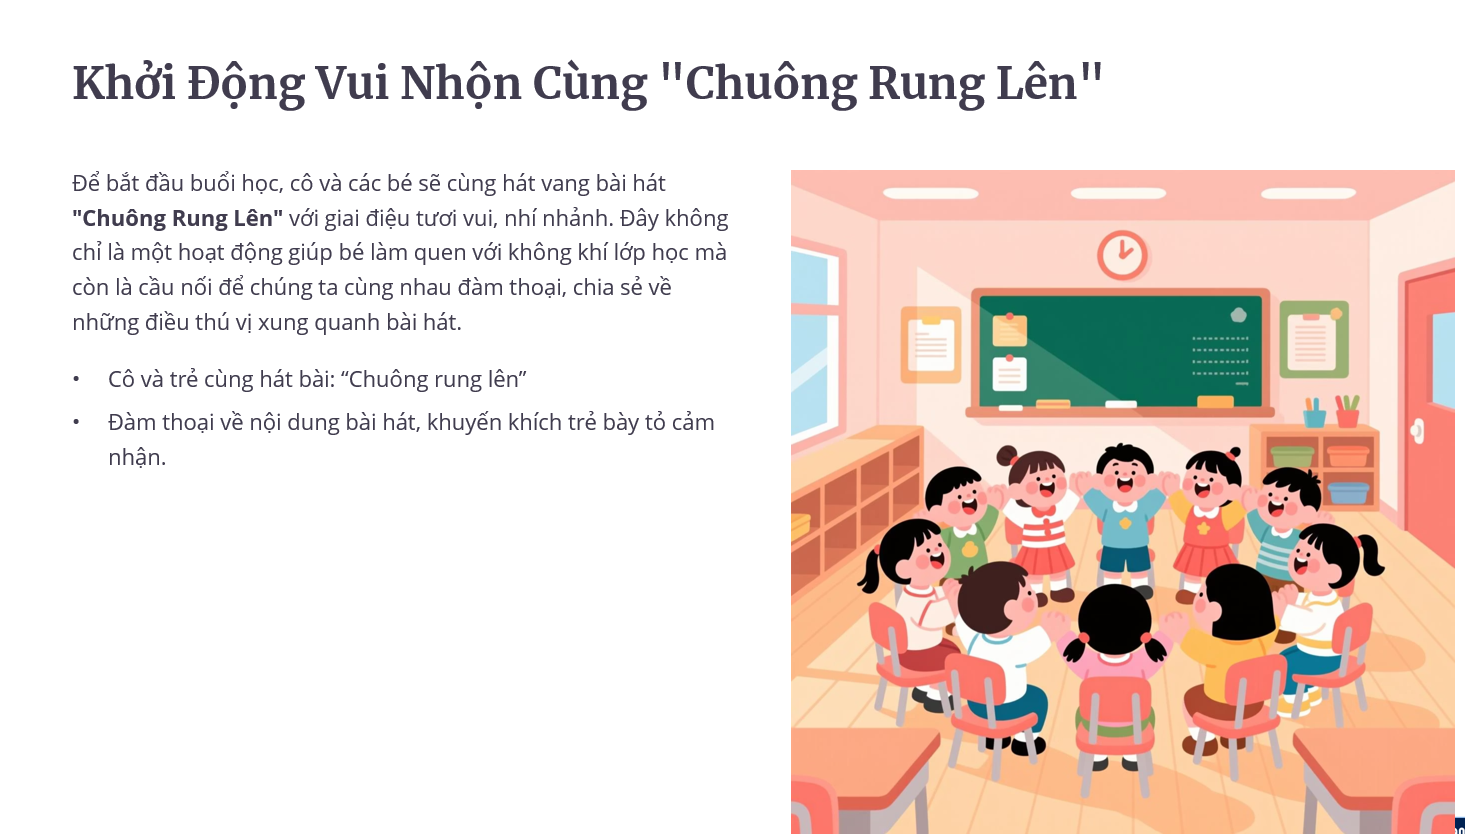 Khởi Động Vui Nhộn Cùng "Chuông Rung Lên"
Để bắt đầu buổi học, cô và các bé sẽ cùng hát vang bài hát
"Chuông Rung Lên" với giai điệu tươi vui, nhí nhảnh. Đây không
chỉ là một hoạt động giúp bé làm quen với không khí lớp học mà
còn là cầu nối để chúng ta cùng nhau đàm thoại, chia sẻ về
những điều thú vị xung quanh bài hát.
• Cô và trẻ cùng hát bài: “Chuông rung lên”
• Đàm thoại về nội dung bài hát, khuyến khích trẻ bày tỏ cảm
nhận.